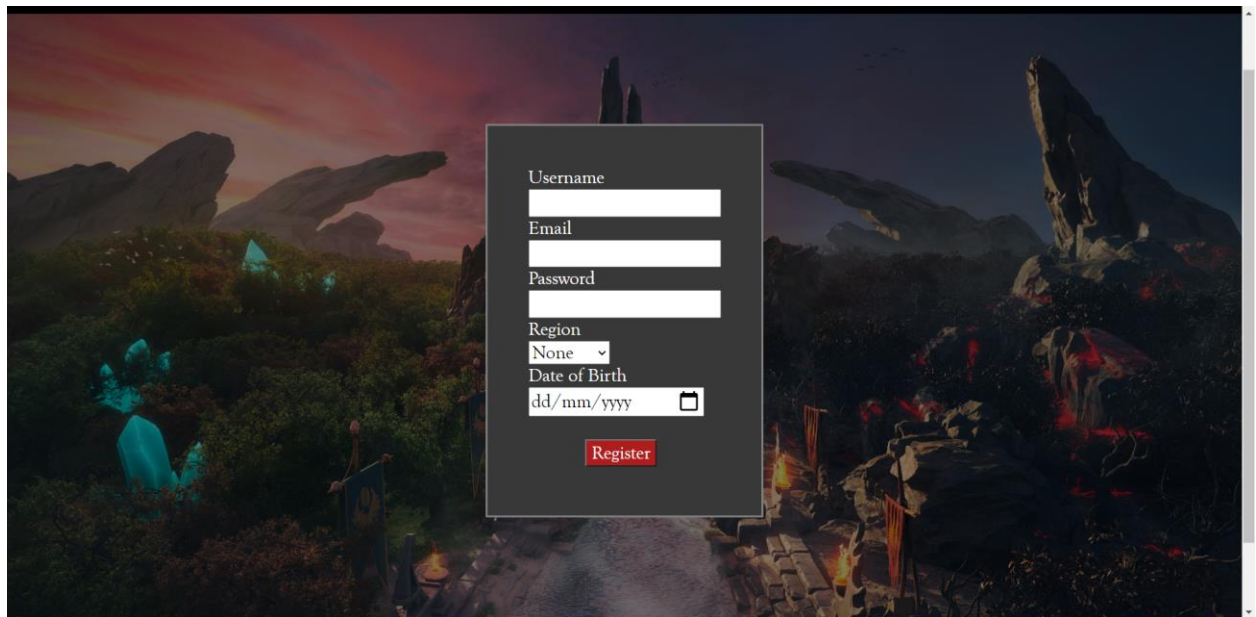 Username
Email
Password
Region
None
Date of Birth
dd/mm/yyyy
Register